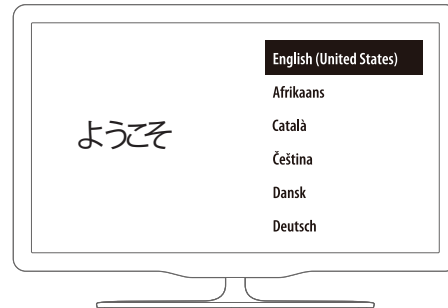 ようこそ
English (United States)
Afrikaans
Català
Čeština
Dansk
Deutsch